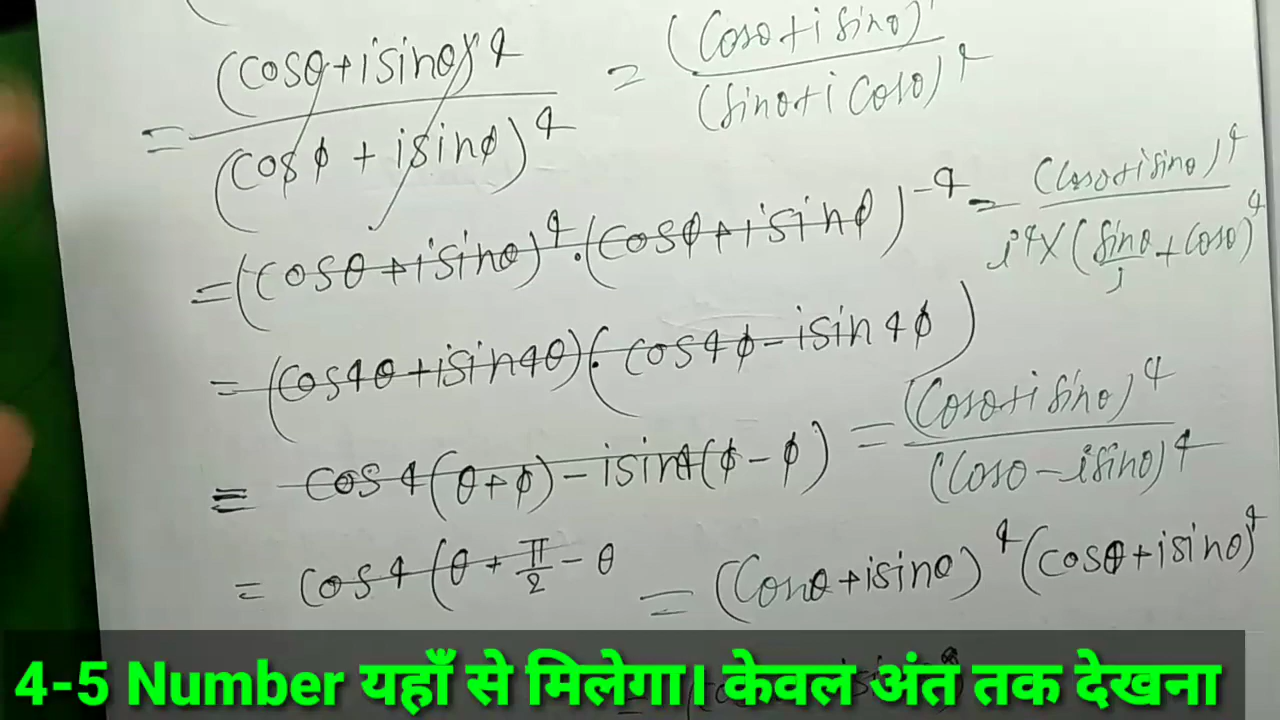 = (cosθ+isinθ)^4 / (cosϕ + isinϕ)^4
= (cosθ+isinθ)^4 / (sinθ+i cosθ)^4
= (cosθ+isinθ)^4 . (cosϕ+isinϕ)^-4
= (cosθ+isinθ)^4 / i^4 × (sinθ/i + cosθ)^4
= (cos4θ+isin4θ) . (cos4ϕ-isin4ϕ)
= cos4(θ+ϕ) - isin4(ϕ-ϕ)
= (cosθ+isinθ)^4 / (cosθ-isinθ)^4
= cos4(θ+π/2-θ
= (cosθ+isinθ)^4 (cosθ+isinθ)^4
4-5 Number यहाँ से मिलेगा। केवल अंत तक देखना